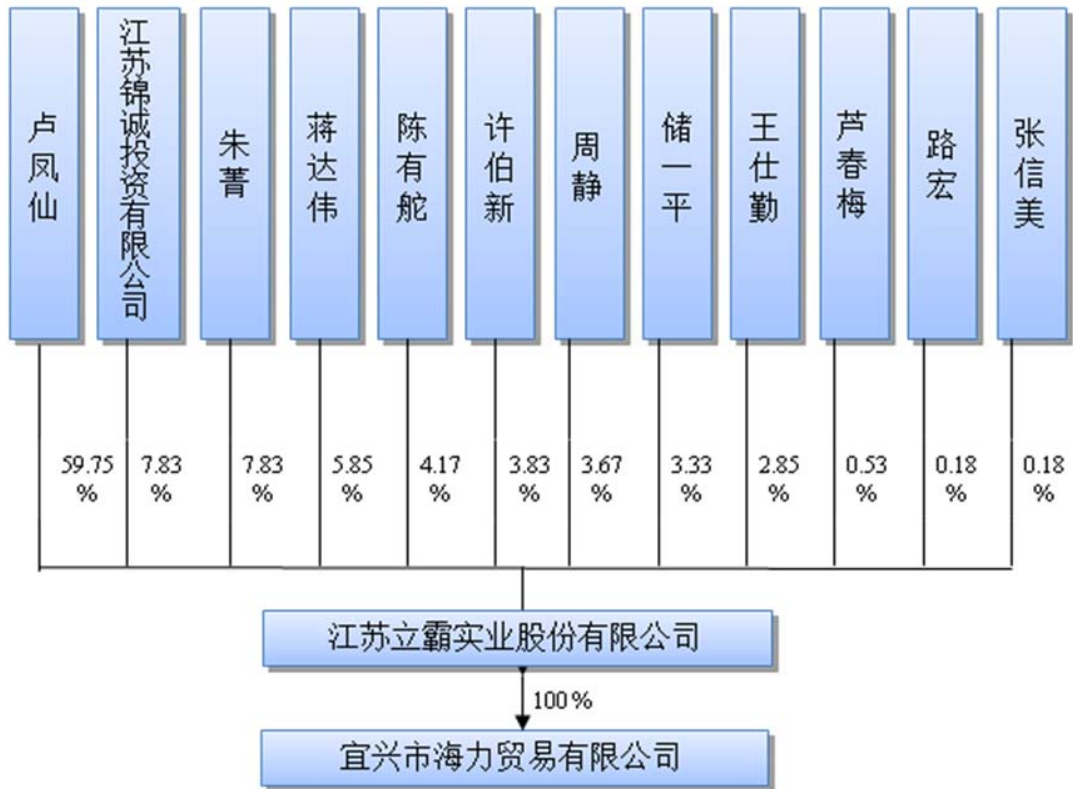 卢凤仙
江苏锦诚投资有限公司
朱菁
蒋达伟
陈有舵
许伯新
周静
储一平
王仕勤
芦春梅
路宏
张信美
59.75%
7.83%
7.83%
5.85%
4.17%
3.83%
3.67%
3.33%
2.85%
0.53%
0.18%
0.18%
江苏立霸实业股份有限公司
100%
宜兴市海力贸易有限公司